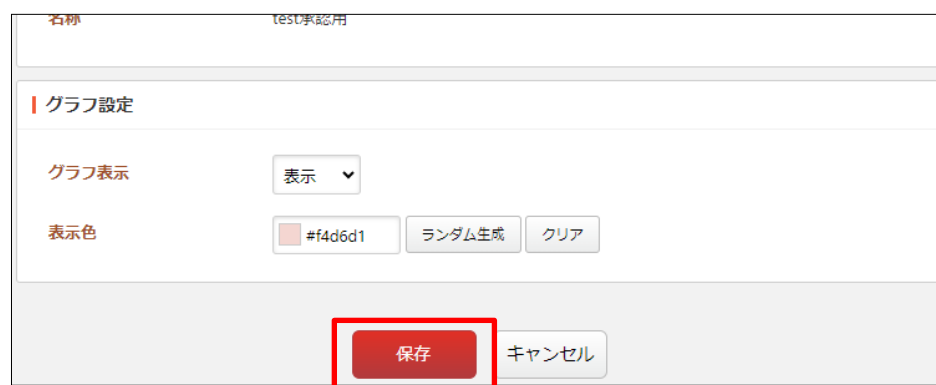 名称 test承認用
グラフ設定
グラフ表示 表示
表示色 #f4d6d1 ランダム生成 クリア
保存 キャンセル